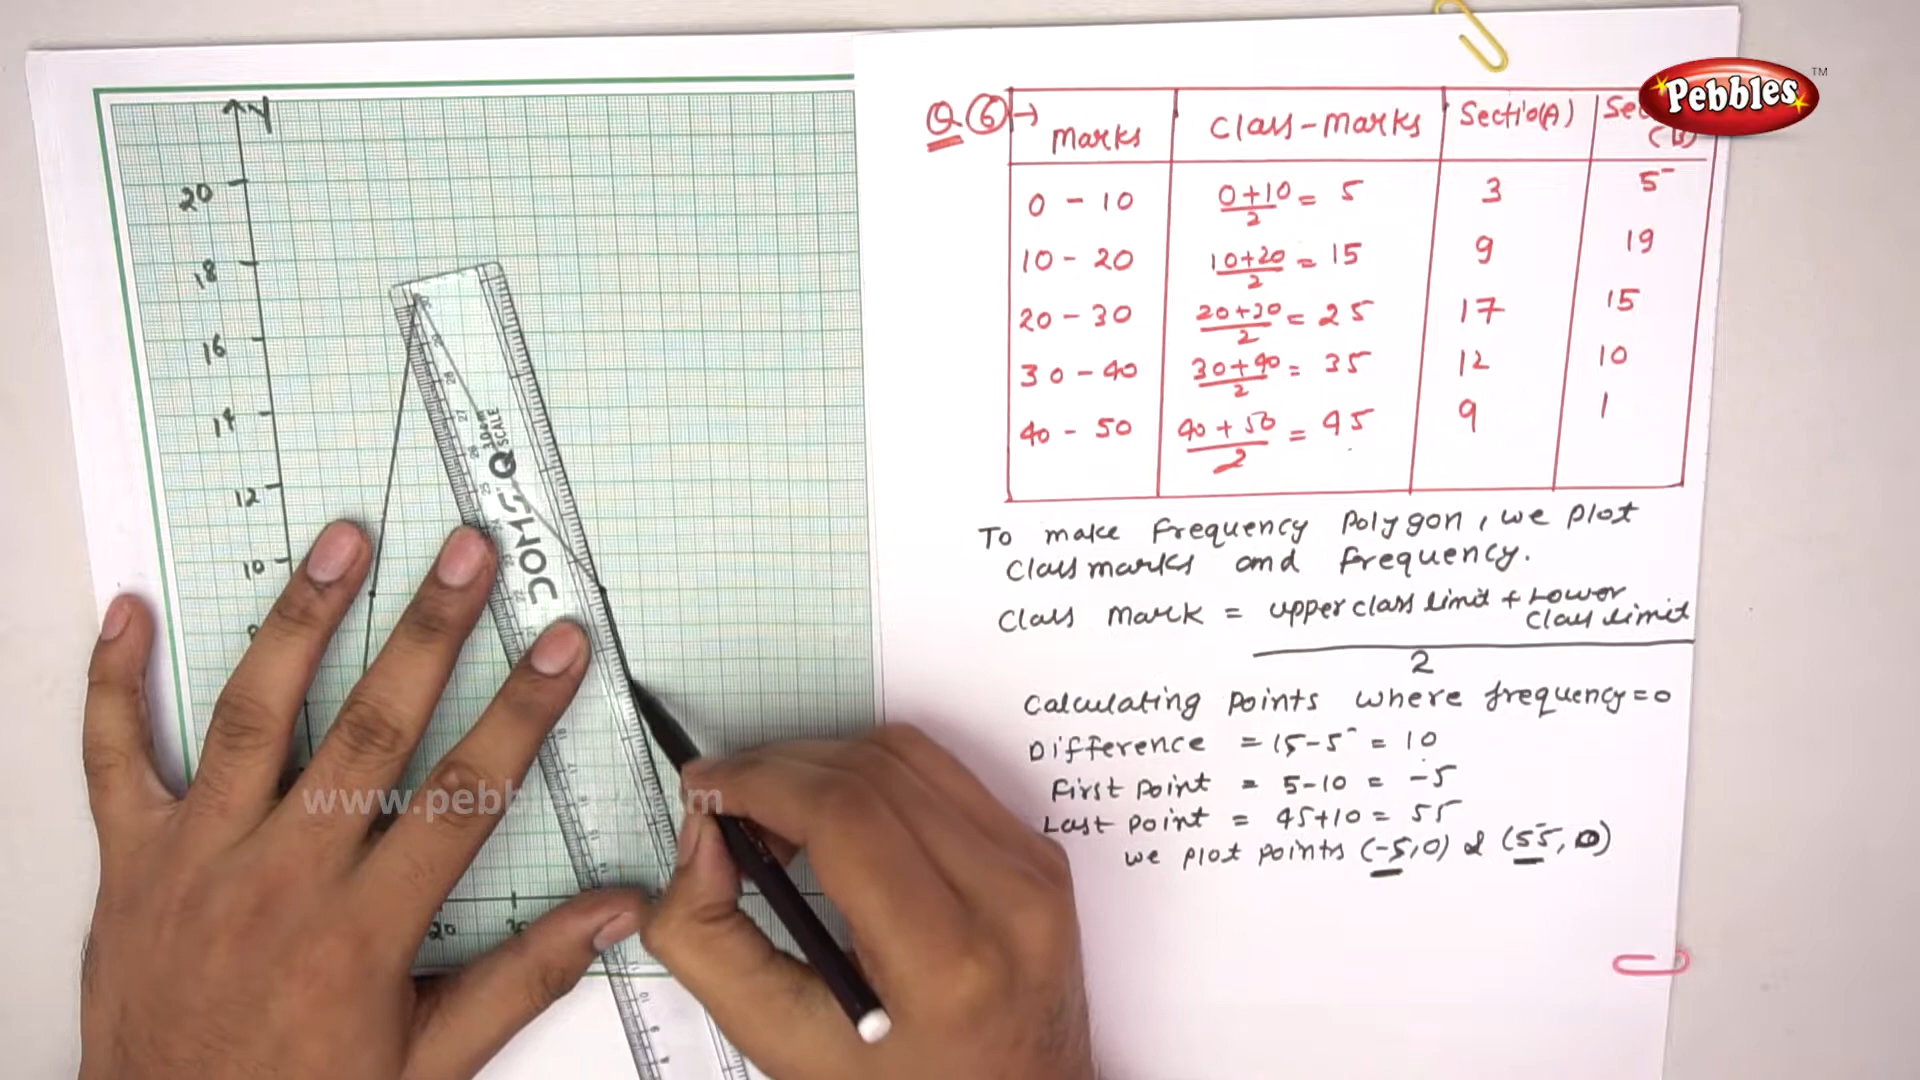 Pebbles
TM
Y
20
18
16
14
12
10
20
DOMS Q SCALE
www.pebb
m
Q(6)→
Marks Class-Marks Sectio(A) Se
(B)
0 - 10 0+10/2 = 5 3 5
10 - 20 10+20/2 = 15 9 19
20 - 30 20+30/2 = 25 17 15
30 - 40 30+40/2 = 35 12 10
40 - 50 40+50/2 = 45 9 1
To make frequency polygon, we plot
Class marks and frequency.
Class Mark = upper class limit + Lower
Class limit
2
Calculating points where frequency=0
Difference = 15-5 = 10
First point = 5-10 = -5
Last point = 45+10 = 55
we plot points (-5,0) & (55, 0)